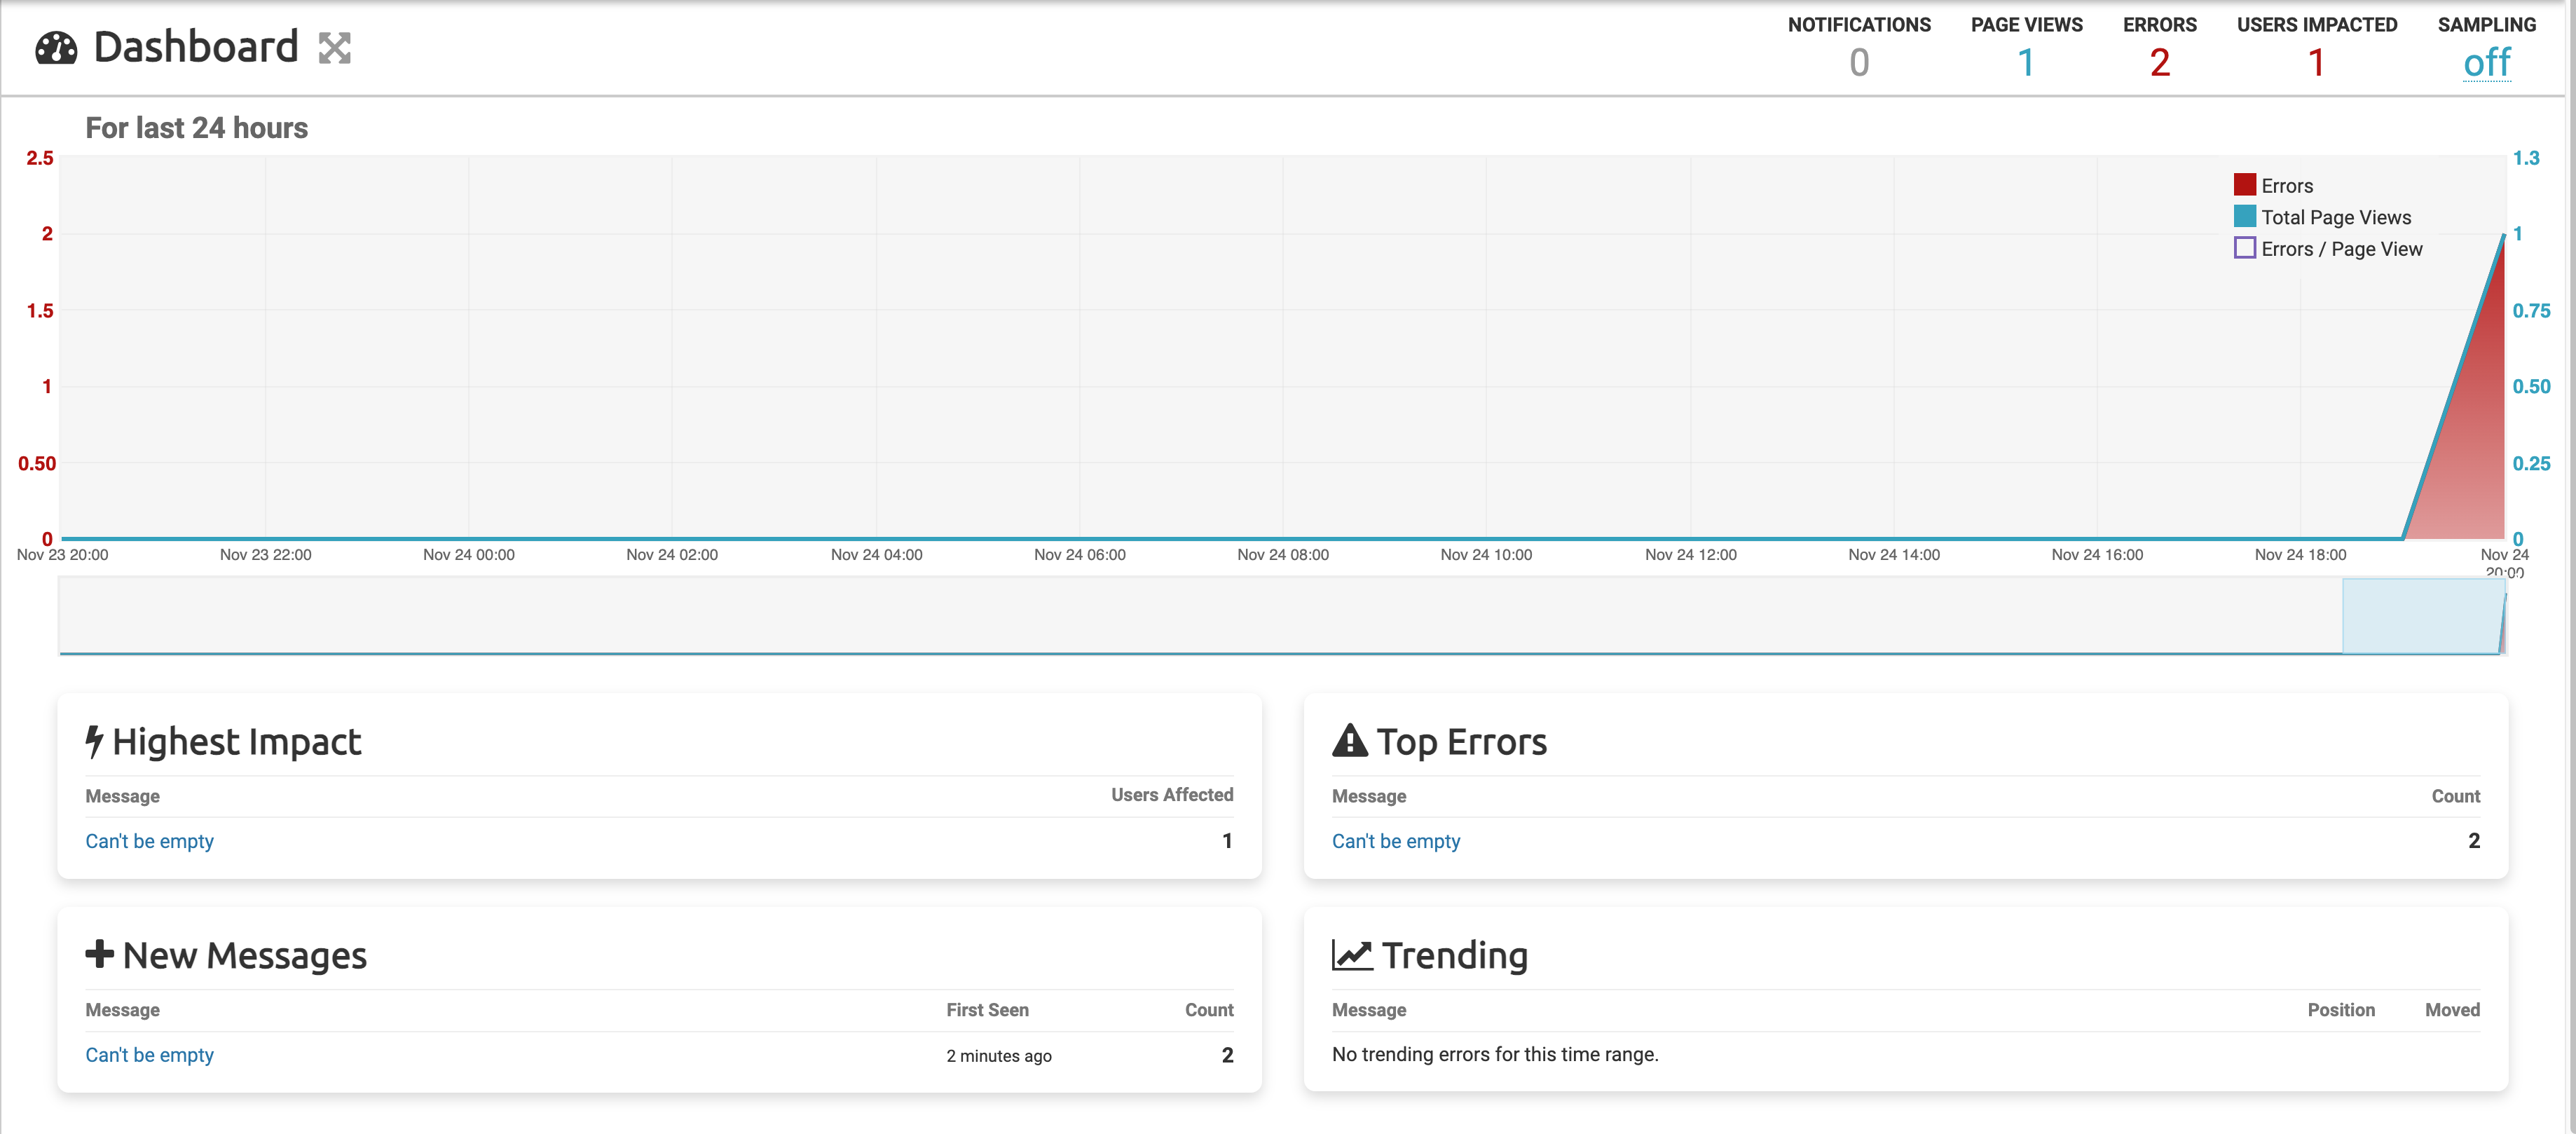 Dashboard
NOTIFICATIONS PAGE VIEWS ERRORS USERS IMPACTED SAMPLING
0 1 2 1 off
For last 24 hours
2.5 1.3
Errors
Total Page Views
2 1
Errors / Page View
1.5 0.75
1 0.50
0.50 0.25
0 0
Nov 23 20:00 Nov 23 22:00 Nov 24 00:00 Nov 24 02:00 Nov 24 04:00 Nov 24 06:00 Nov 24 08:00 Nov 24 10:00 Nov 24 12:00 Nov 24 14:00 Nov 24 16:00 Nov 24 18:00 Nov 24
20:00
Highest Impact
Message Users Affected
Can't be empty 1
Top Errors
Message Count
Can't be empty 2
New Messages
Message First Seen Count
Can't be empty 2 minutes ago 2
Trending
Message Position Moved
No trending errors for this time range.